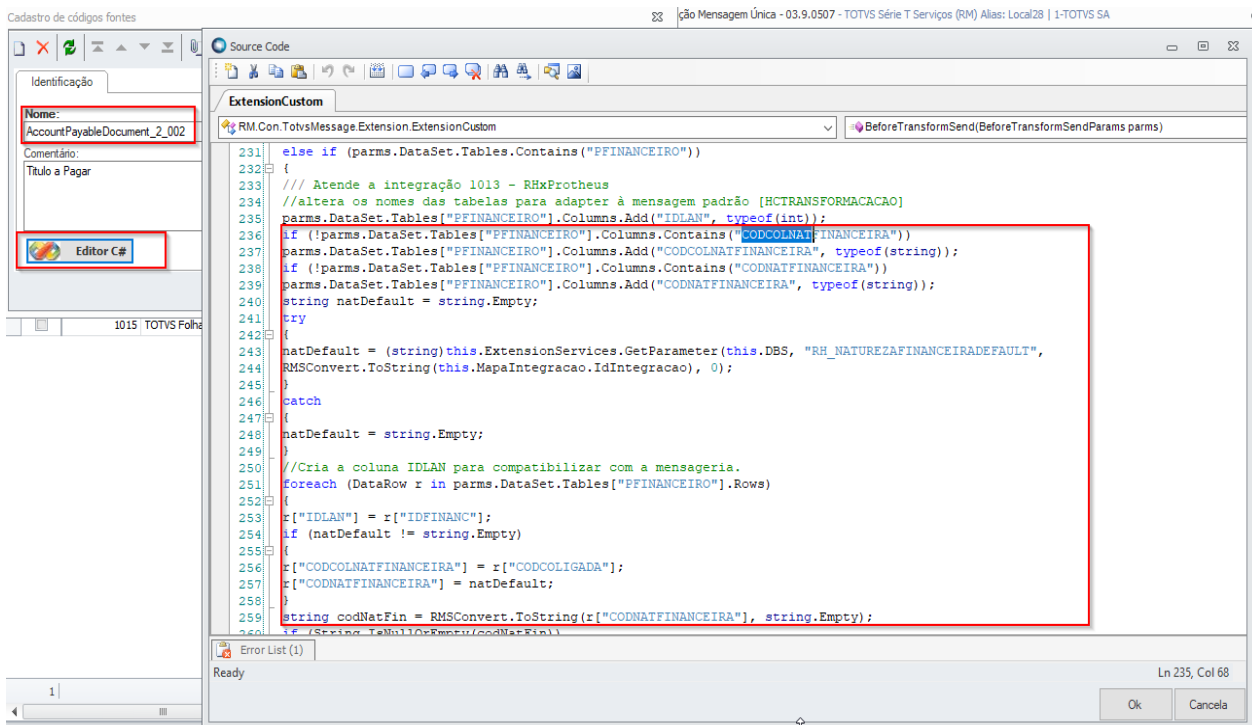 Cadastro de códigos fontes
ção Mensagem Única - 03.9.0507 - TOTVS Série T Serviços (RM) Alias: Local28 | 1-TOTVS SA
Source Code
Identificação
Nome:
AccountPayableDocument_2_002
Comentário:
Titulo a Pagar
Editor C#
1015 TOTVS Folha
1
ExtensionCustom
RM.Con.TotvsMessage.Extension.ExtensionCustom
BeforeTransformSend(BeforeTransformSendParams parms)
231 else if (parms.DataSet.Tables.Contains("PFINANCEIRO"))
232 {
233 /// Atende a integração 1013 - RHxProtheus
234 //altera os nomes das tabelas para adapter à mensagem padrão [HCTRANSFORMACACAO]
235 parms.DataSet.Tables["PFINANCEIRO"].Columns.Add("IDLAN", typeof(int));
236 if (!parms.DataSet.Tables["PFINANCEIRO"].Columns.Contains("CODCOLNATFINANCEIRA"))
237 parms.DataSet.Tables["PFINANCEIRO"].Columns.Add("CODCOLNATFINANCEIRA", typeof(string));
238 if (!parms.DataSet.Tables["PFINANCEIRO"].Columns.Contains("CODNATFINANCEIRA"))
239 parms.DataSet.Tables["PFINANCEIRO"].Columns.Add("CODNATFINANCEIRA", typeof(string));
240 string natDefault = string.Empty;
241 try
242 {
243 natDefault = (string)this.ExtensionServices.GetParameter(this.DBS, "RH_NATUREZAFINANCEIRADEFAULT",
244 RMSConvert.ToString(this.MapaIntegracao.IdIntegracao), 0);
245 }
246 catch
247 {
248 natDefault = string.Empty;
249 }
250 //Cria a coluna IDLAN para compatibilizar com a mensageria.
251 foreach (DataRow r in parms.DataSet.Tables["PFINANCEIRO"].Rows)
252 {
253 r["IDLAN"] = r["IDFINANC"];
254 if (natDefault != string.Empty)
255 {
256 r["CODCOLNATFINANCEIRA"] = r["CODCOLIGADA"];
257 r["CODNATFINANCEIRA"] = natDefault;
258 }
259 string codNatFin = RMSConvert.ToString(r["CODNATFINANCEIRA"], string.Empty);
260 if (String.IsNullOrEmpty(codNatFin))
Error List (1)
Ready
Ln 235, Col 68
Ok
Cancela